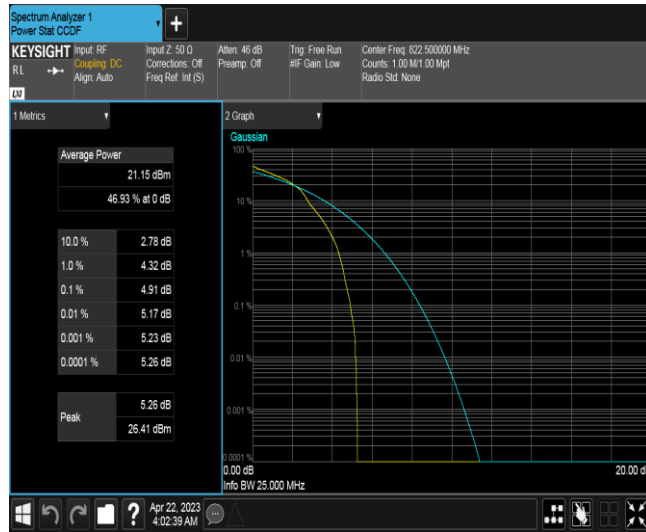 Spectrum Analyzer 1
Power Stat CCDF
KEYSIGHT
RL
LXI
Input: RF
Coupling: DC
Align: Auto
Input Z: 50 Ω
Corrections: Off
Freq Ref: Int (S)
Atten: 46 dB
Preamp: Off
Trig: Free Run
#IF Gain: Low
Center Freq: 822.500000 MHz
Counts: 1.00 M/1.00 Mpt
Radio Std: None
1 Metrics
Average Power
21.15 dBm
46.93 % at 0 dB
10.0 % 2.78 dB
1.0 % 4.32 dB
0.1 % 4.91 dB
0.01 % 5.17 dB
0.001 % 5.23 dB
0.0001 % 5.26 dB
Peak
5.26 dB
26.41 dBm
2 Graph
Gaussian
100 %
10 %
1 %
0.1 %
0.01 %
0.001 %
0.0001 %
0.00 dB
20.00 d
Info BW 25.000 MHz
Apr 22, 2023
4:02:39 AM